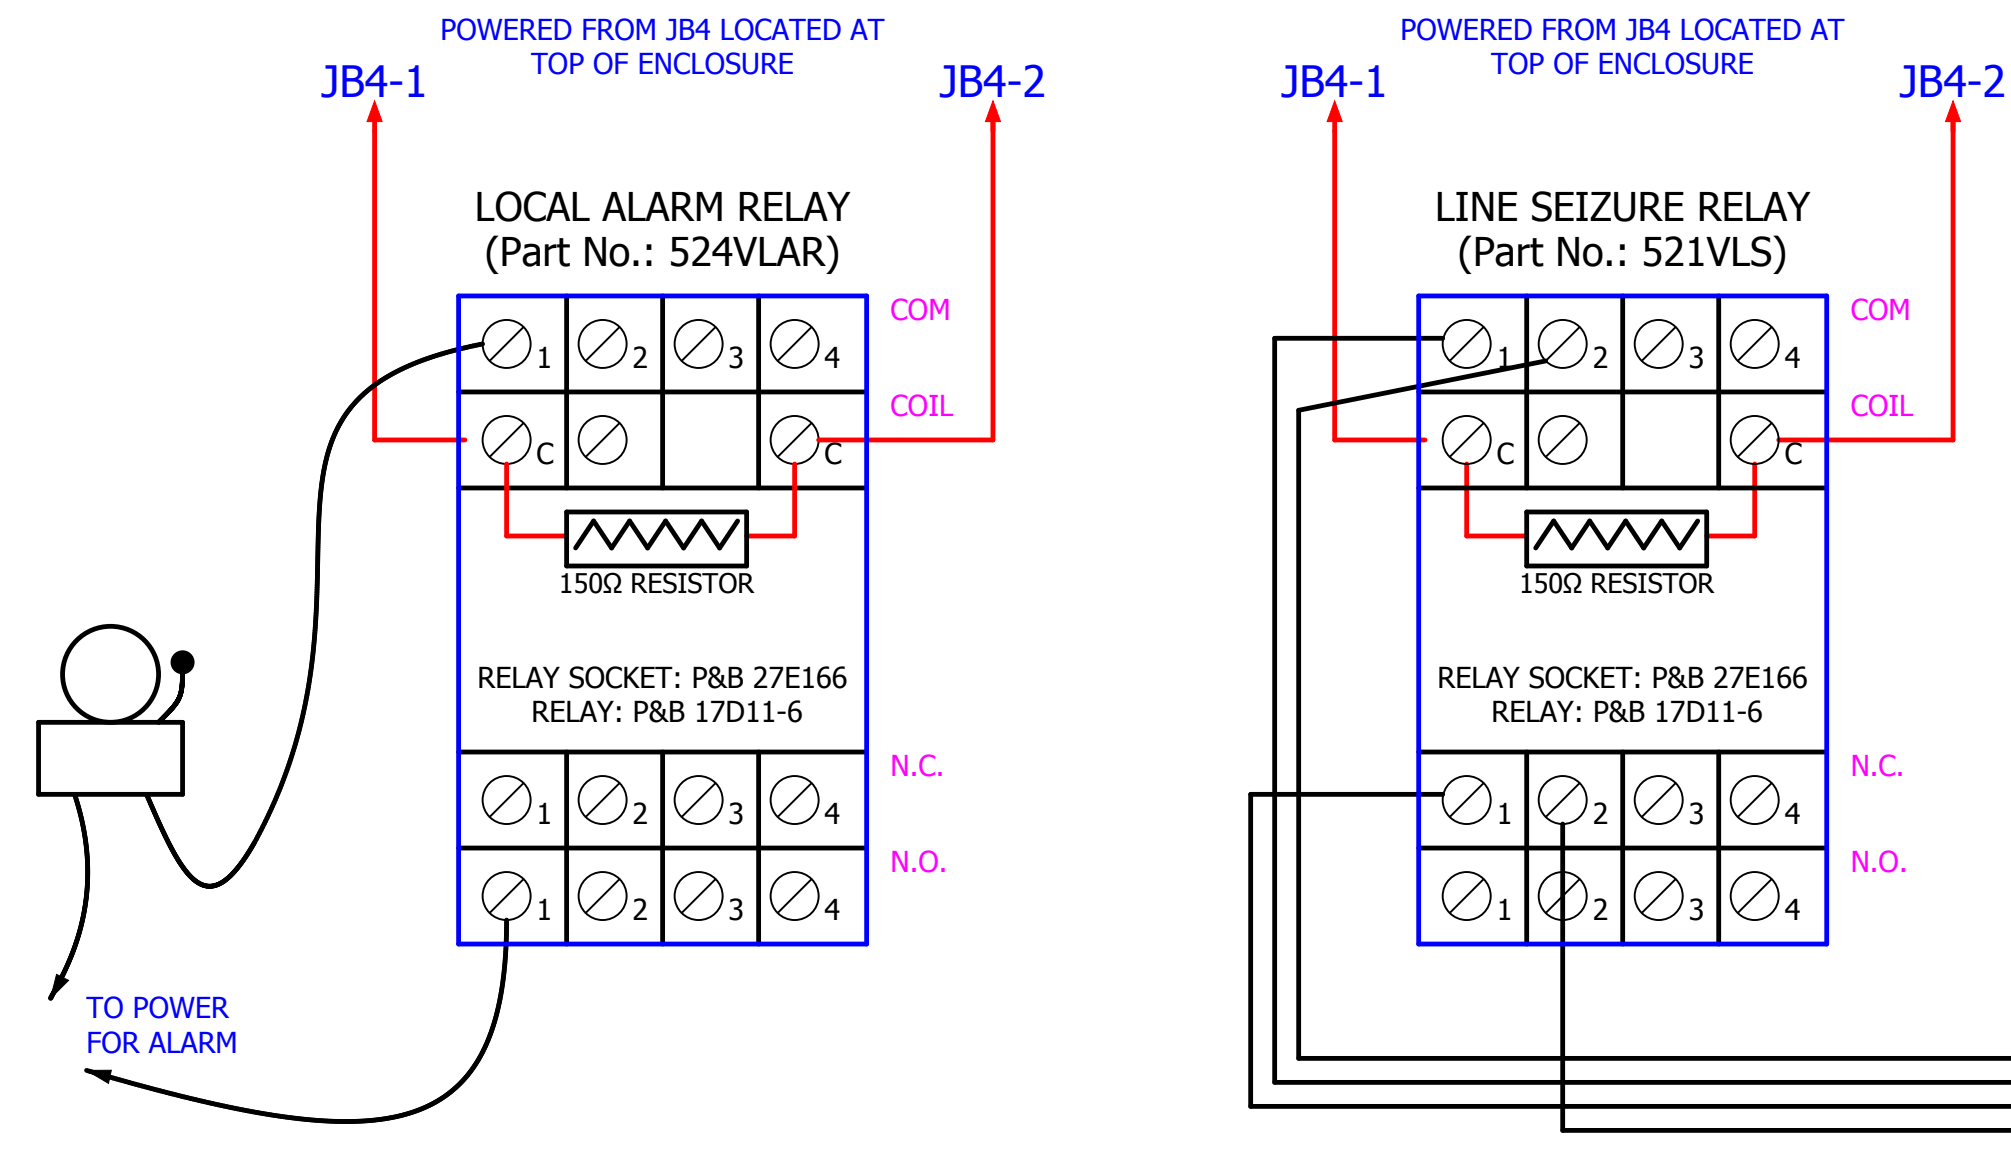 POWERED FROM JB4 LOCATED AT
TOP OF ENCLOSURE
JB4-1
JB4-2
LOCAL ALARM RELAY
(Part No.: 524VLAR)
COM
1
2
3
4
COIL
C
C
150Ω RESISTOR
RELAY SOCKET: P&B 27E166
RELAY: P&B 17D11-6
N.C.
1
2
3
4
N.O.
1
2
3
4
TO POWER
FOR ALARM
POWERED FROM JB4 LOCATED AT
TOP OF ENCLOSURE
JB4-1
JB4-2
LINE SEIZURE RELAY
(Part No.: 521VLS)
COM
1
2
3
4
COIL
C
C
150Ω RESISTOR
RELAY SOCKET: P&B 27E166
RELAY: P&B 17D11-6
N.C.
1
2
3
4
N.O.
1
2
3
4